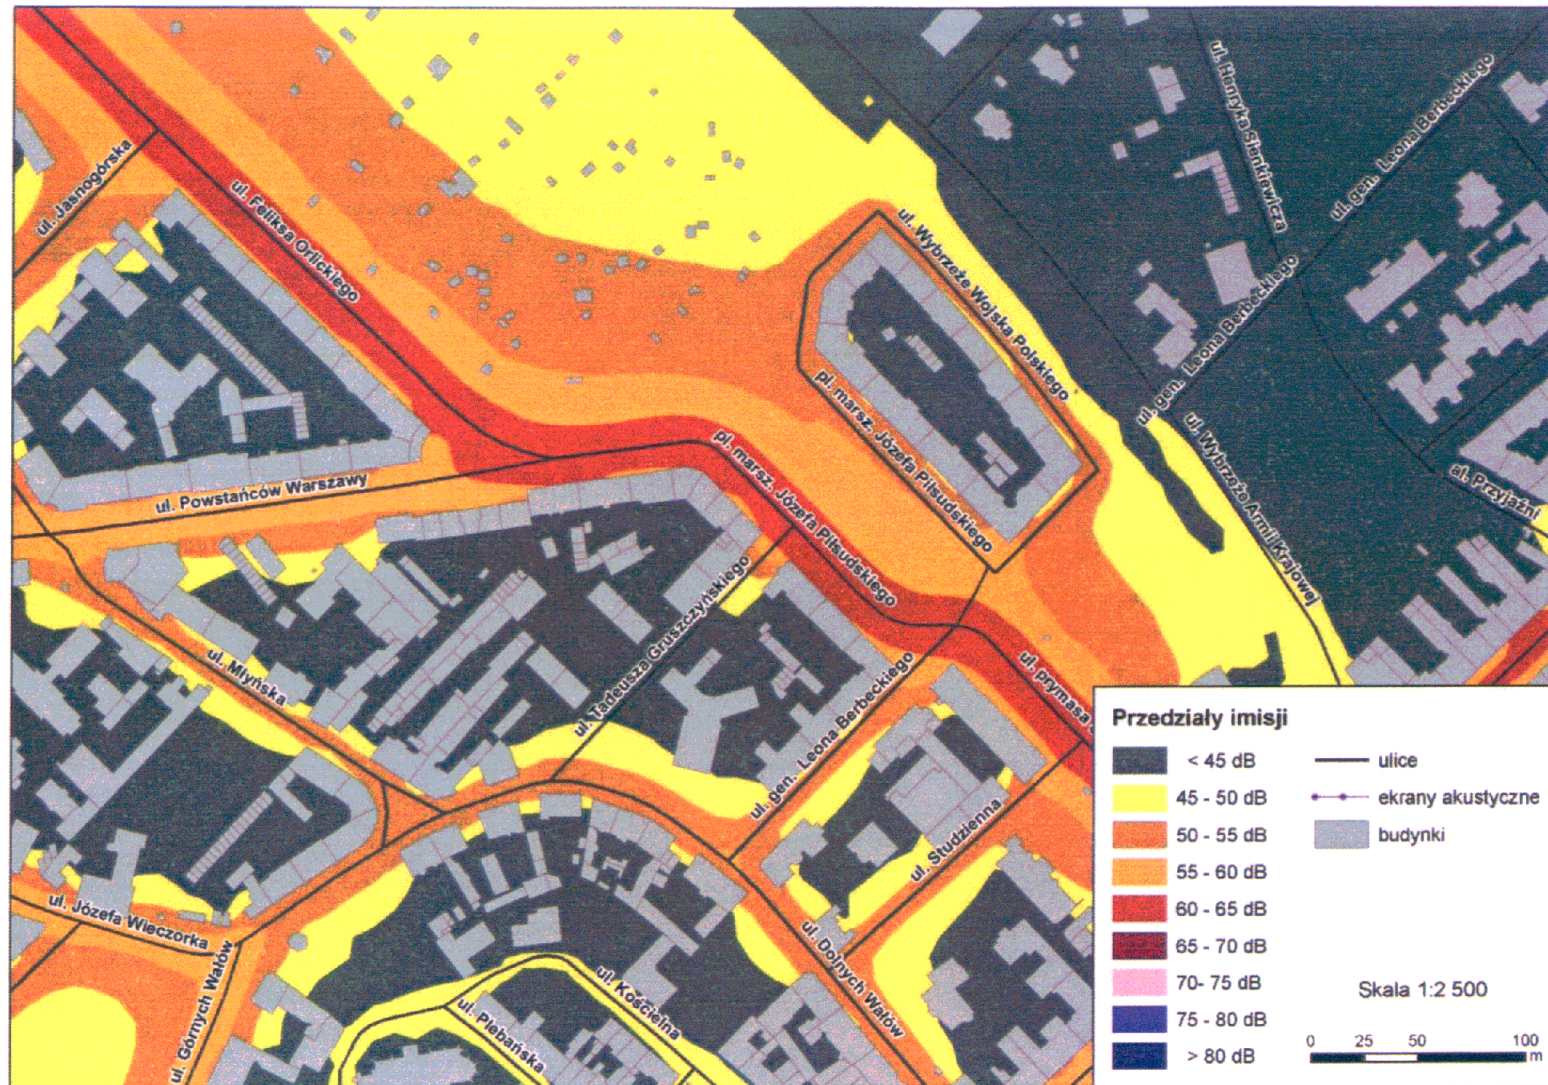 ul. Henryka Sienkiewicza
ul. gen. Leona Berbeckiego
ul. Jasnogórska
ul. Feliksa Orlickiego
ul. Wybrzeże Wojska Polskiego
ul. gen. Leona Berbeckiego
pl. marsz. Józefa Piłsudskiego
ul. Wybrzeże Armii Krajowej
al. Przyjaźni
pl. marsz. Józefa Piłsudskiego
ul. Powstańców Warszawy
ul. Tadeusza Gruszczyńskiego
ul. Młyńska
ul. gen. Leona Berbeckiego
ul. prymasa
ul. Studzienna
ul. Józefa Wieczorka
ul. Górnych Wałów
ul. Dolnych Wałów
ul. Kościelna
ul. Plebańska
Przedziały imisji
< 45 dB
45 - 50 dB
50 - 55 dB
55 - 60 dB
60 - 65 dB
65 - 70 dB
70- 75 dB
75 - 80 dB
> 80 dB
ulice
ekrany akustyczne
budynki
Skala 1:2 500
0 25 50 100
m